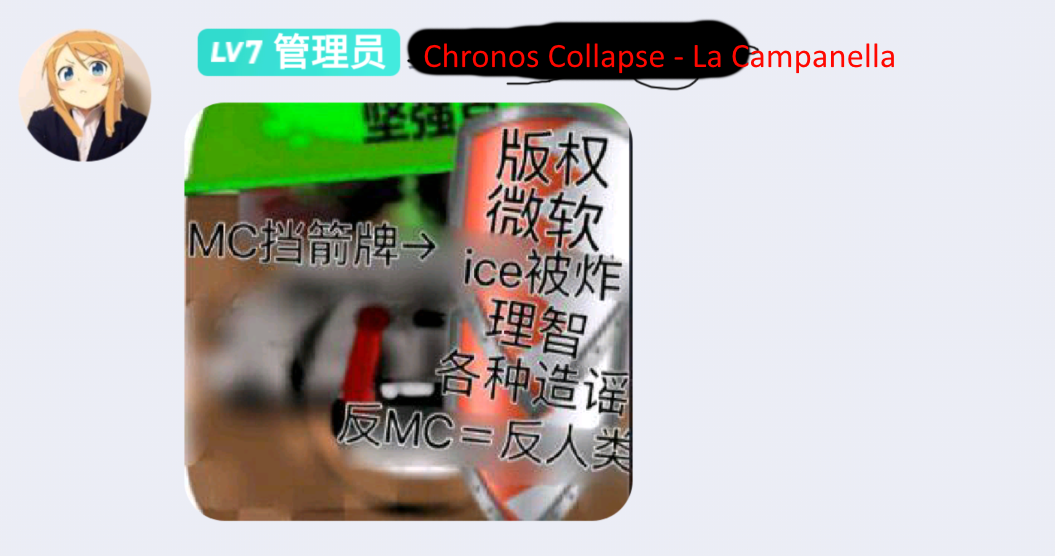 LV7 管理员 Chronos Collapse - La Campanella
坚强
版权
微软
MC挡箭牌→
ice被炸
理智
各种造谣
反MC＝反人类